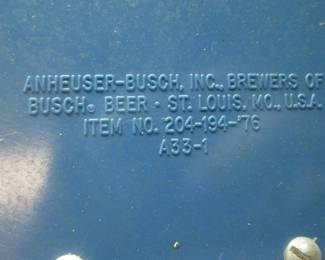 ANHEUSER-BUSCH, INC., BREWERS OF
BUSCH® BEER · ST. LOUIS, MO., U.S.A.
ITEM NO. 204-194-'76
A33-1